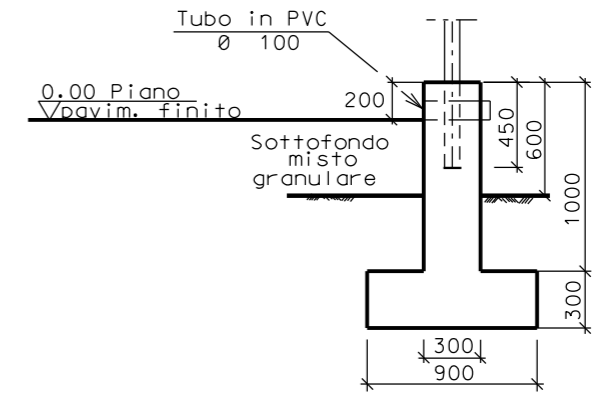 Tubo in PVC
Ø 100
0.00 Piano
pavim. finito
200
Sottofondo
misto
granulare
450
600
1000
300
300
900